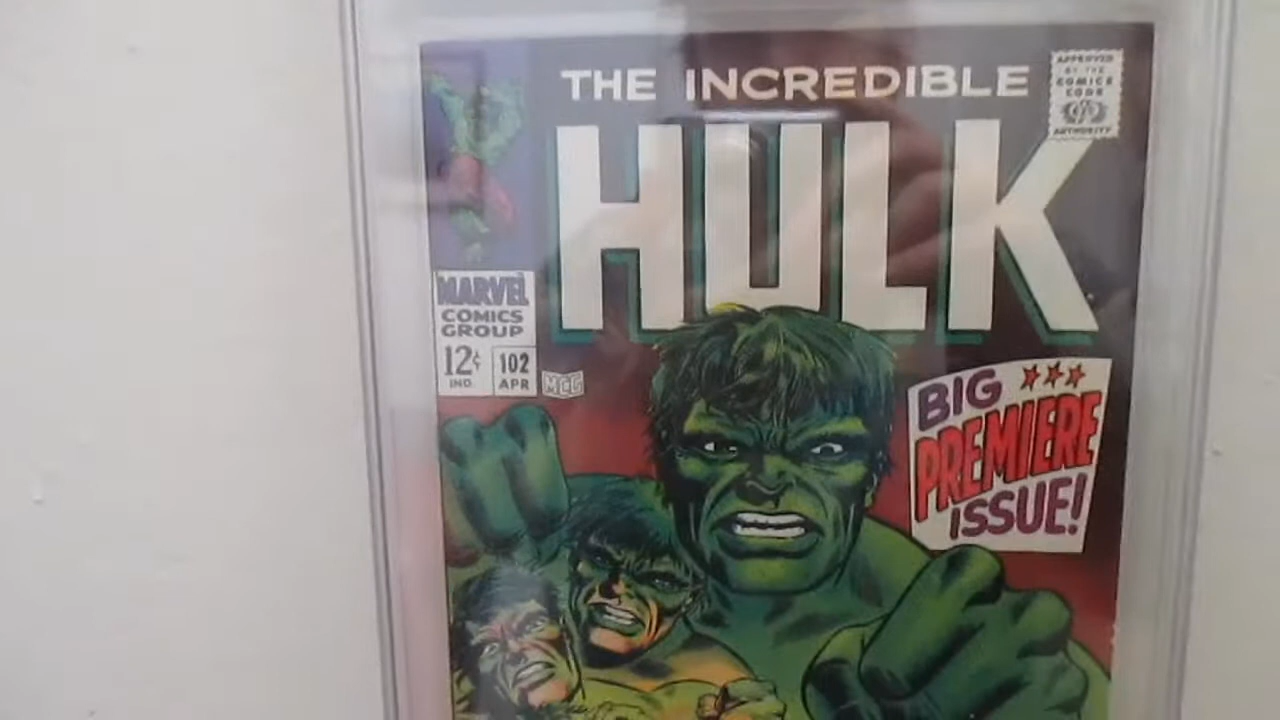 THE INCREDIBLE
HULK
APPROVED
BY THE
COMICS
CODE
AUTHORITY
MARVEL
COMICS
GROUP
12¢
IND.
102
APR
MCG
BIG
PREMIERE
ISSUE!